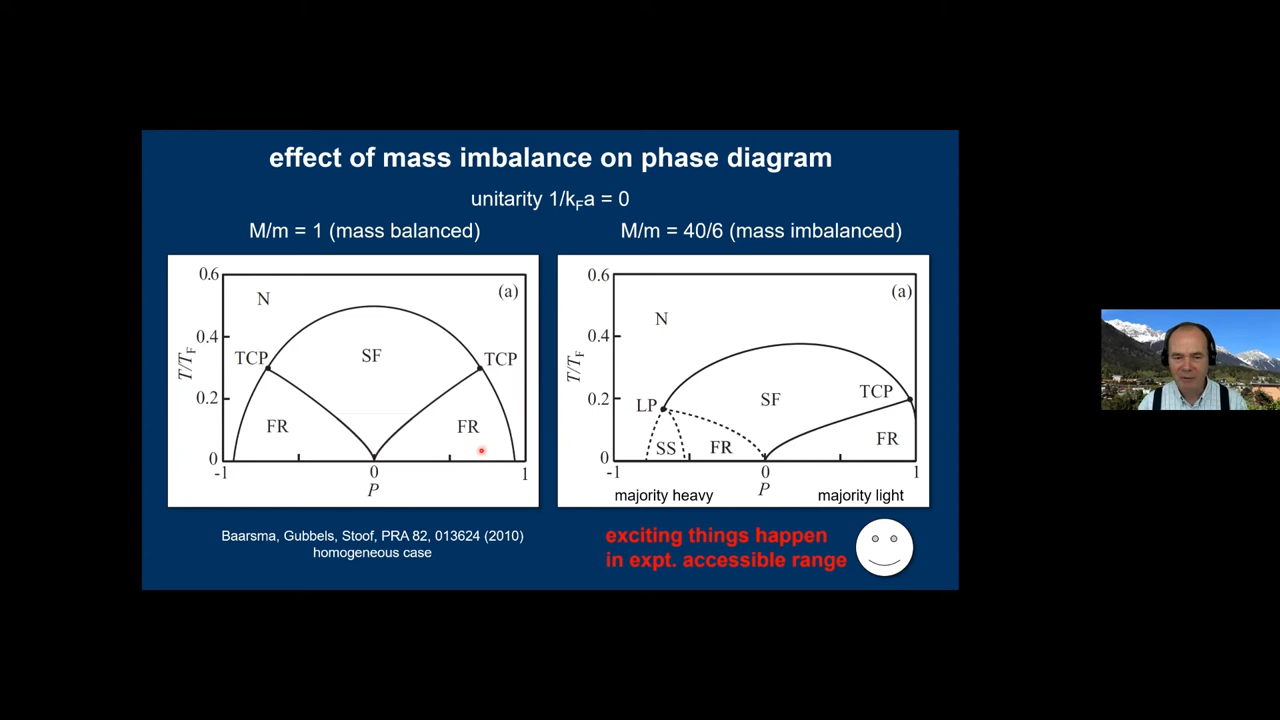 effect of mass imbalance on phase diagram
unitarity 1/kFa = 0
M/m = 1 (mass balanced)
M/m = 40/6 (mass imbalanced)
0.6
(a)
N
0.4
TCP
SF
TCP
T/TF
0.2
FR
FR
0
-1
0
1
P
0.6
(a)
N
0.4
T/TF
TCP
0.2
LP
SF
FR
SS
FR
0
-1
0
1
P
majority heavy
majority light
Baarsma, Gubbels, Stoof, PRA 82, 013624 (2010)
homogeneous case
exciting things happen
in expt. accessible range